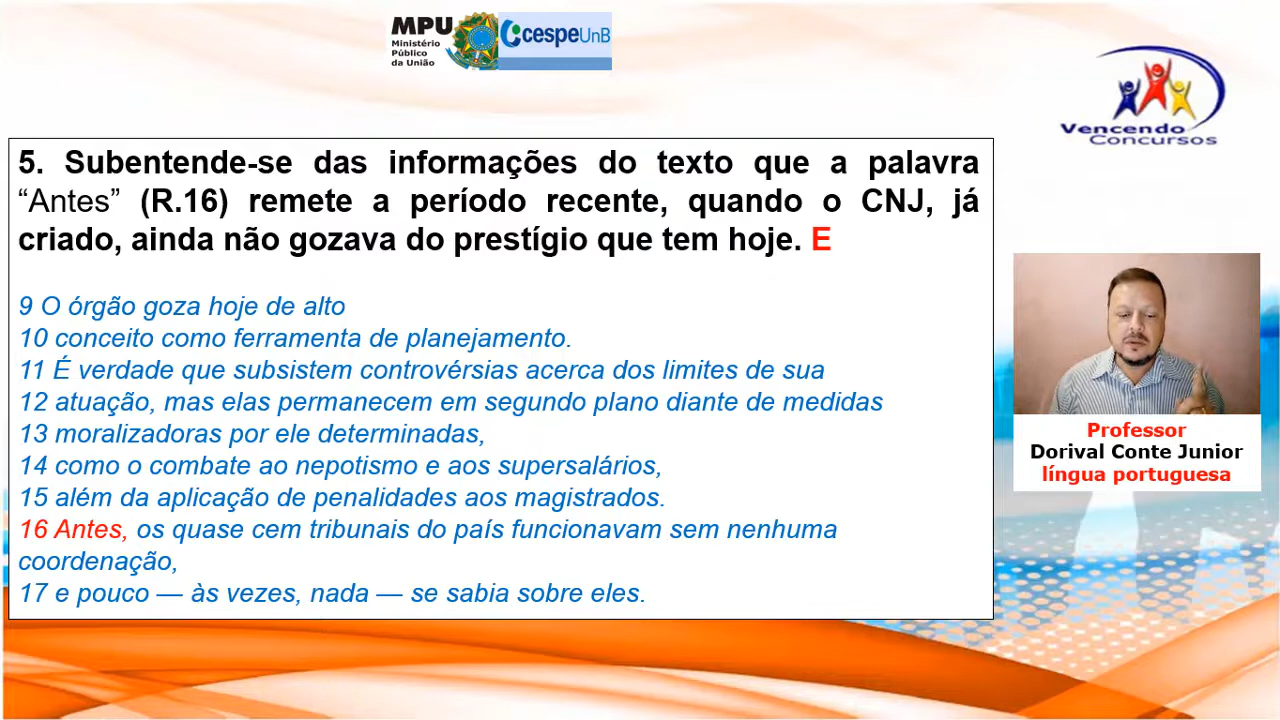 MPU
Ministério
Público
da União
cespeUnB
Vencendo
Concursos
5. Subentende-se das informações do texto que a palavra
“Antes” (R.16) remete a período recente, quando o CNJ, já
criado, ainda não gozava do prestígio que tem hoje. E
9 O órgão goza hoje de alto
10 conceito como ferramenta de planejamento.
11 É verdade que subsistem controvérsias acerca dos limites de sua
12 atuação, mas elas permanecem em segundo plano diante de medidas
13 moralizadoras por ele determinadas,
14 como o combate ao nepotismo e aos supersalários,
15 além da aplicação de penalidades aos magistrados.
16 Antes, os quase cem tribunais do país funcionavam sem nenhuma
coordenação,
17 e pouco — às vezes, nada — se sabia sobre eles.
Professor
Dorival Conte Junior
língua portuguesa